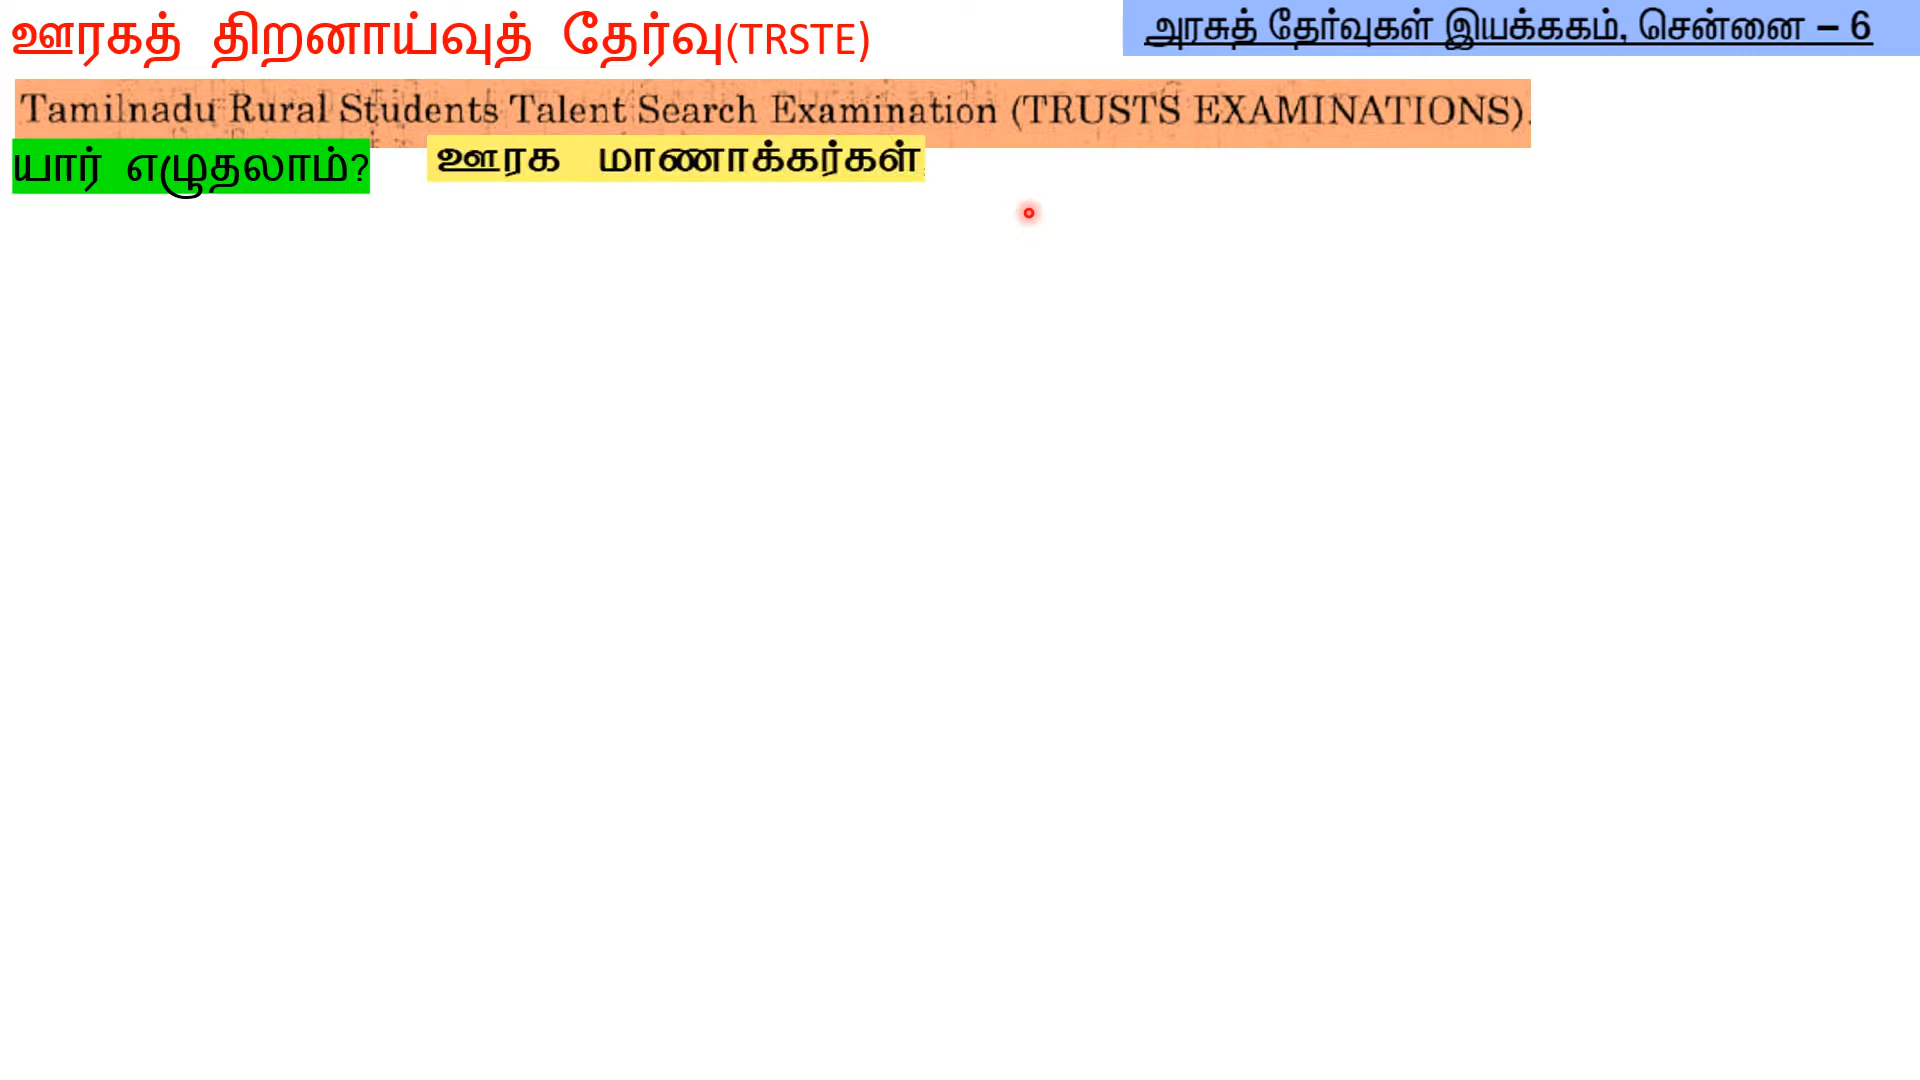 ஊரகத் திறனாய்வுத் தேர்வு(TRSTE)
அரசுத் தேர்வுகள் இயக்ககம், சென்னை – 6
Tamilnadu Rural Students Talent Search Examination (TRUSTS EXAMINATIONS).
யார் எழுதலாம்?
ஊரக மாணாக்கர்கள்